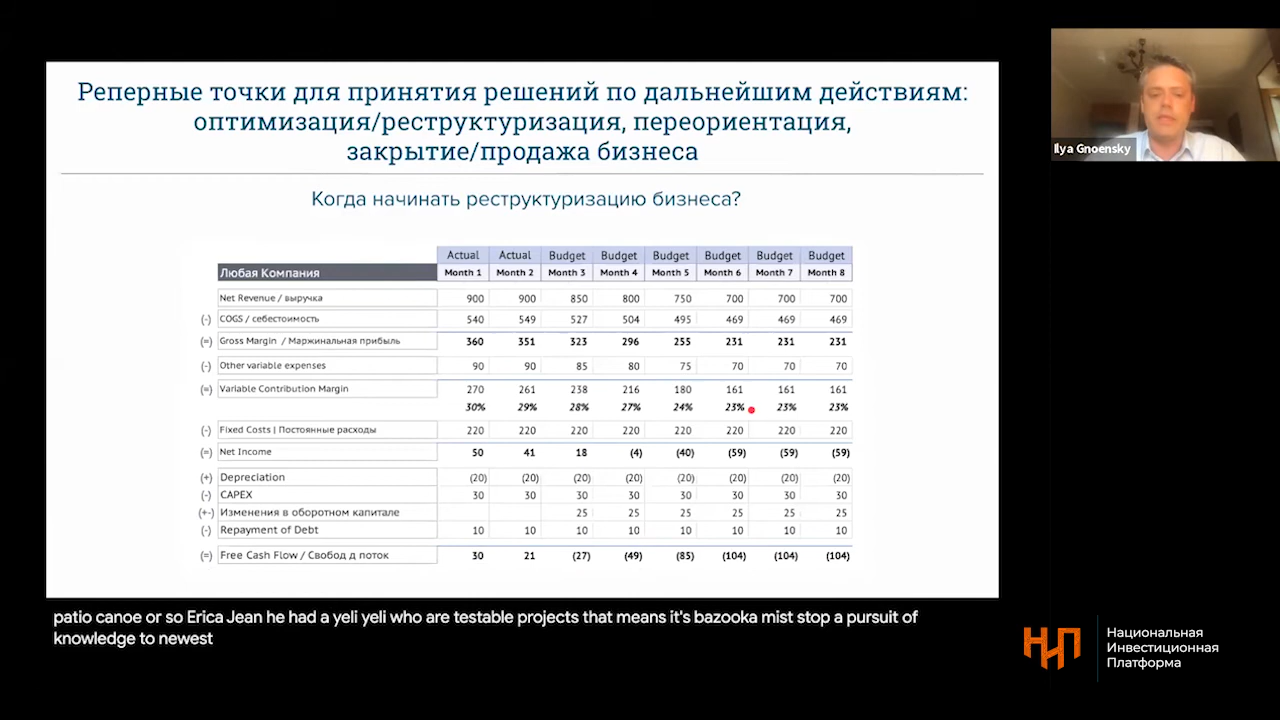 Реперные точки для принятия решений по дальнейшим действиям:
оптимизация/реструктуризация, переориентация,
закрытие/продажа бизнеса
Когда начинать реструктуризацию бизнеса?
Actual Actual Budget Budget Budget Budget Budget Budget
Любая Компания Month 1 Month 2 Month 3 Month 4 Month 5 Month 6 Month 7 Month 8
Net Revenue / выручка 900 900 850 800 750 700 700 700
(-) COGS / себестоимость 540 549 527 504 495 469 469 469
(=) Gross Margin / Маржинальная прибыль 360 351 323 296 255 231 231 231
(-) Other variable expenses 90 90 85 80 75 70 70 70
(=) Variable Contribution Margin 270 261 238 216 180 161 161 161
30% 29% 28% 27% 24% 23% 23% 23%
(-) Fixed Costs | Постоянные расходы 220 220 220 220 220 220 220 220
(=) Net Income 50 41 18 (4) (40) (59) (59) (59)
(+) Depreciation (20) (20) (20) (20) (20) (20) (20) (20)
(-) CAPEX 30 30 30 30 30 30 30 30
(+-) Изменения в оборотном капитале 25 25 25 25 25 25
(-) Repayment of Debt 10 10 10 10 10 10 10 10
(=) Free Cash Flow / Свобод д поток 30 21 (27) (49) (85) (104) (104) (104)
Ilya Gnoensky
patio canoe or so Erica Jean he had a yeli yeli who are testable projects that means it's bazooka mist stop a pursuit of
knowledge to newest
НИП
Национальная
Инвестиционная
Платформа